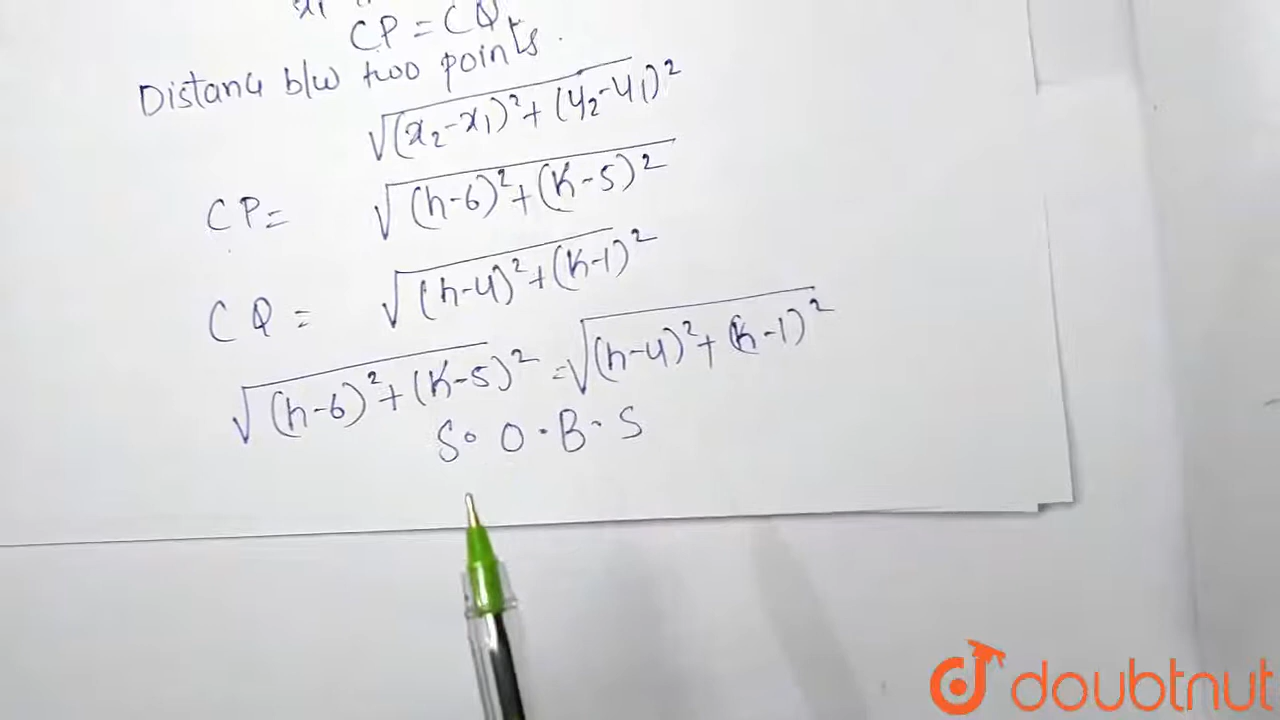 x₁
CP = CQ
Distance b/w two points.
√(x₂-x₁)²+(y₂-y₁)²
CP= √(h-6)²+(K-5)²
CQ = √(h-4)²+(K-1)²
√(h-6)²+(K-5)² = √(h-4)²+(k-1)²
S. O. B. S
doubtnut